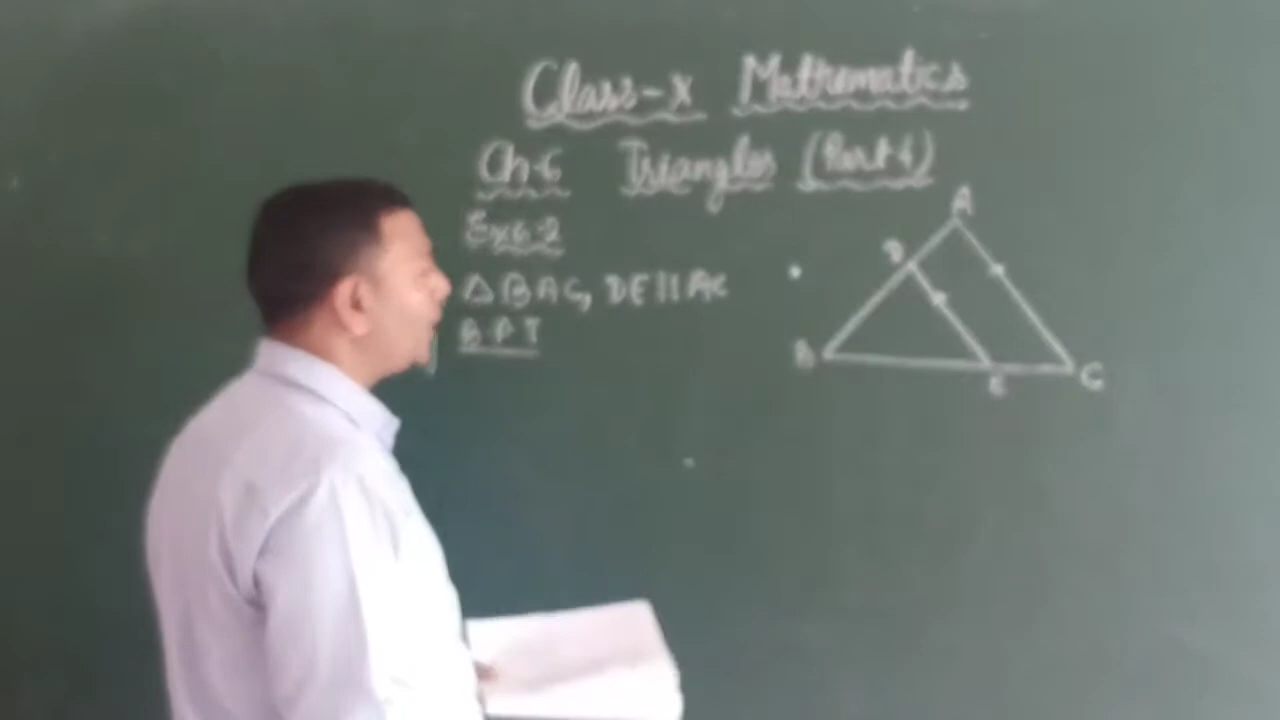 Class-X Mathematics
Ch-6 Triangles (Part-4)
Ex 6.2
△BAC, DE||AC
B.P.T
A
D
B
E
C